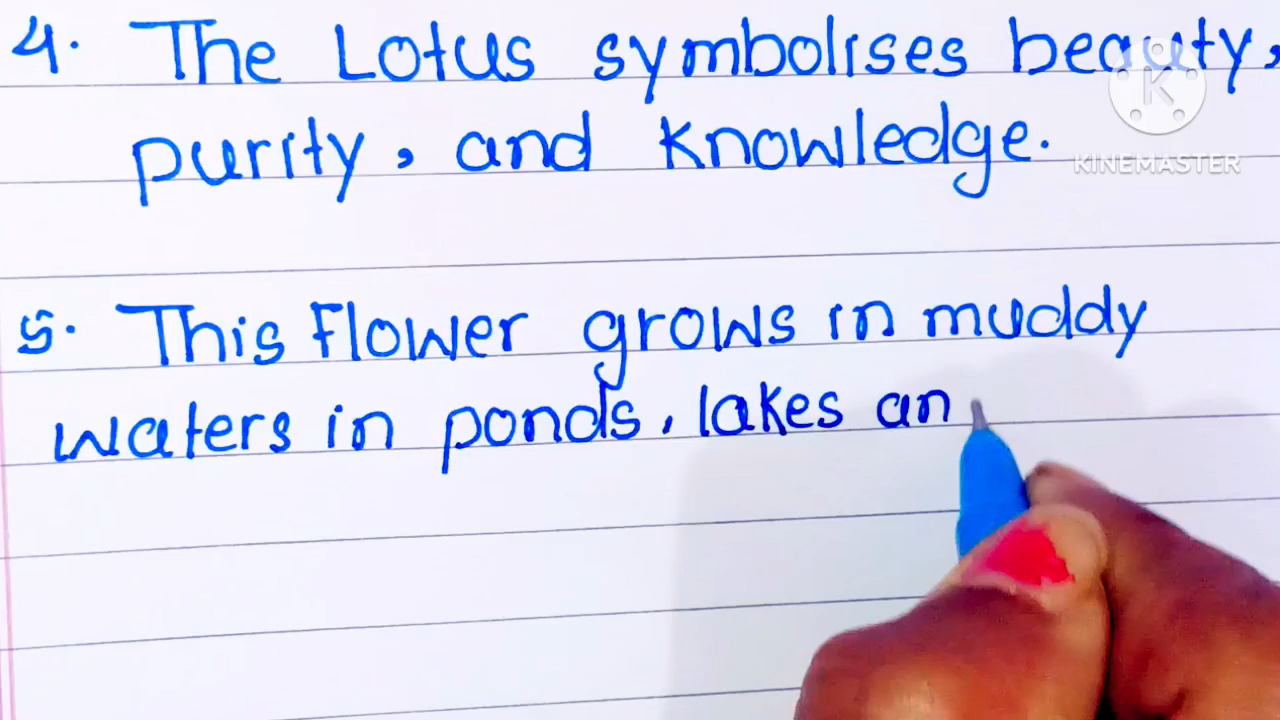 4. The Lotus symbolises beauty,
purity, and knowledge.
K
KINEMASTER
5. This Flower grows in muddy
waters in ponds, lakes an